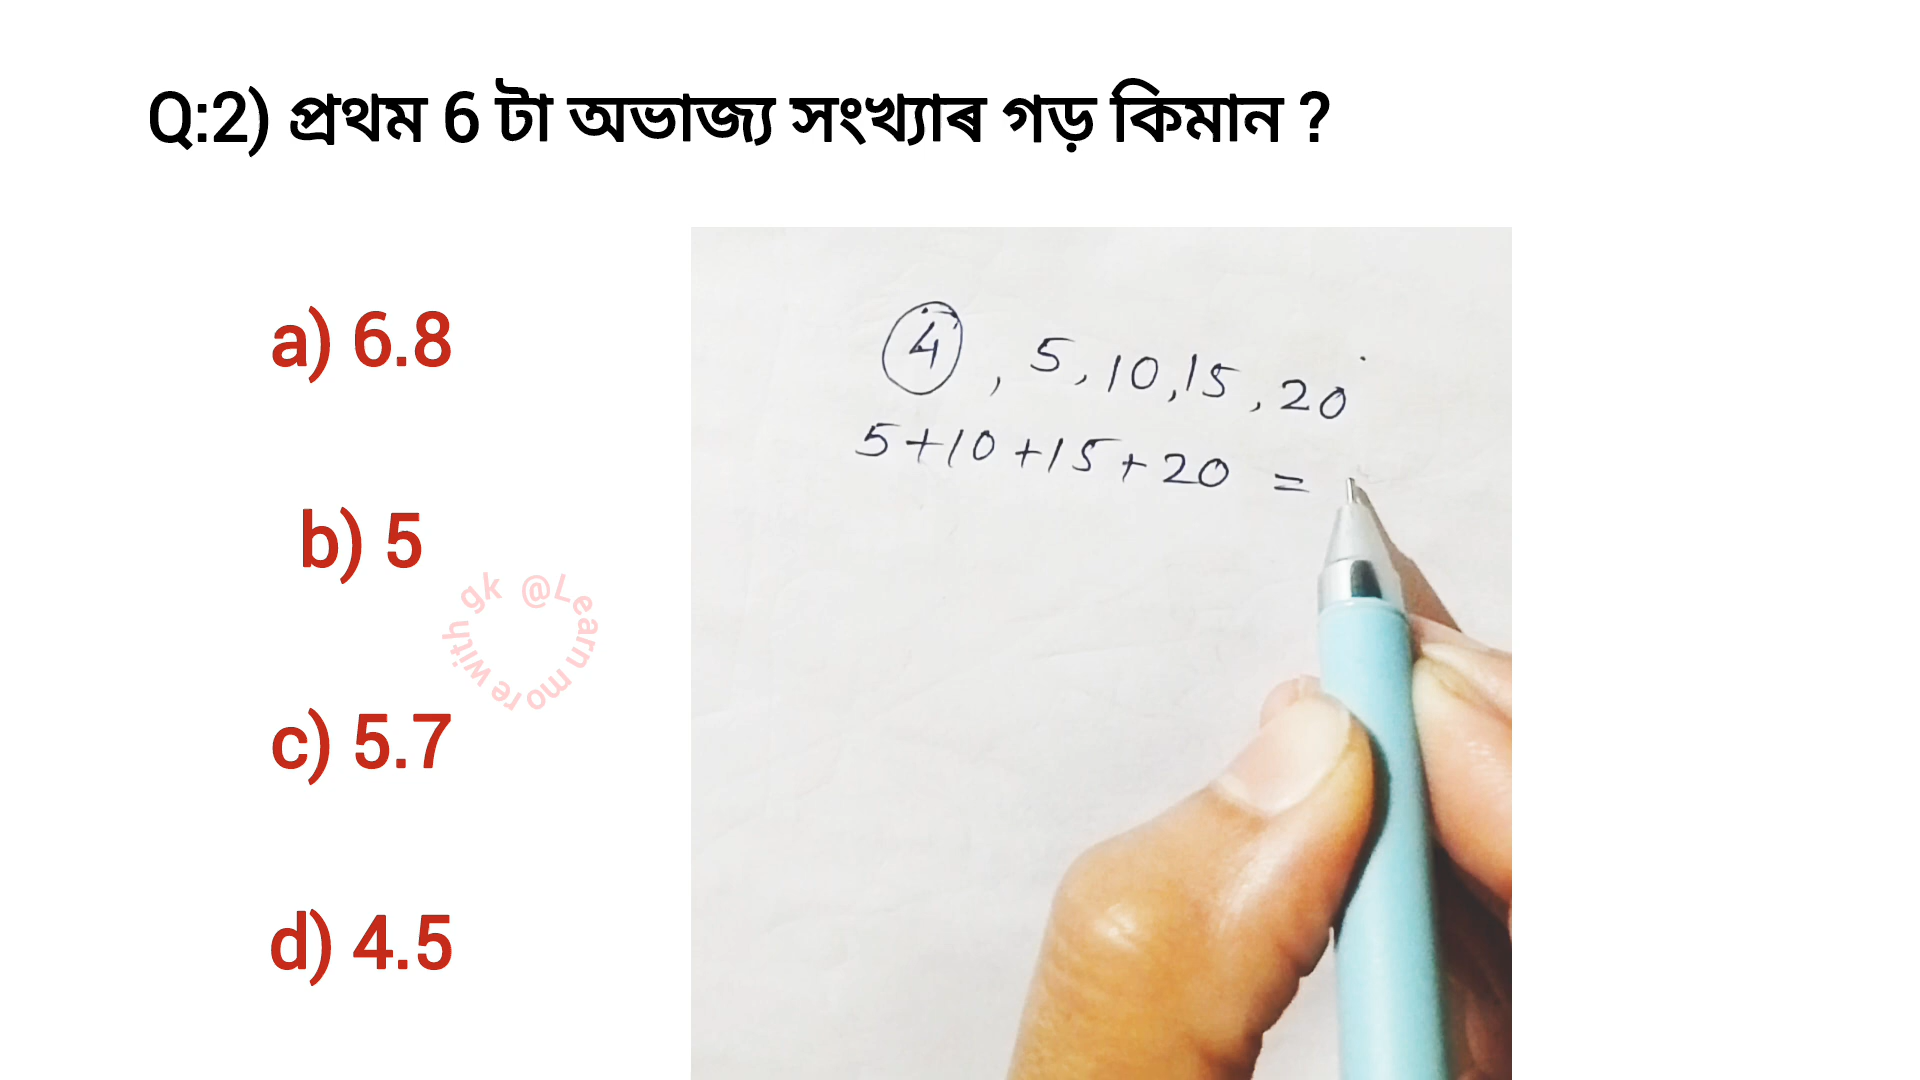 Q:2) প্ৰথম 6 টা অভাজ্য সংখ্যাৰ গড় কিমান ?
a) 6.8
b) 5
c) 5.7
d) 4.5
@Learn more with gk
4, 5, 10, 15, 20
5+10+15+20 =